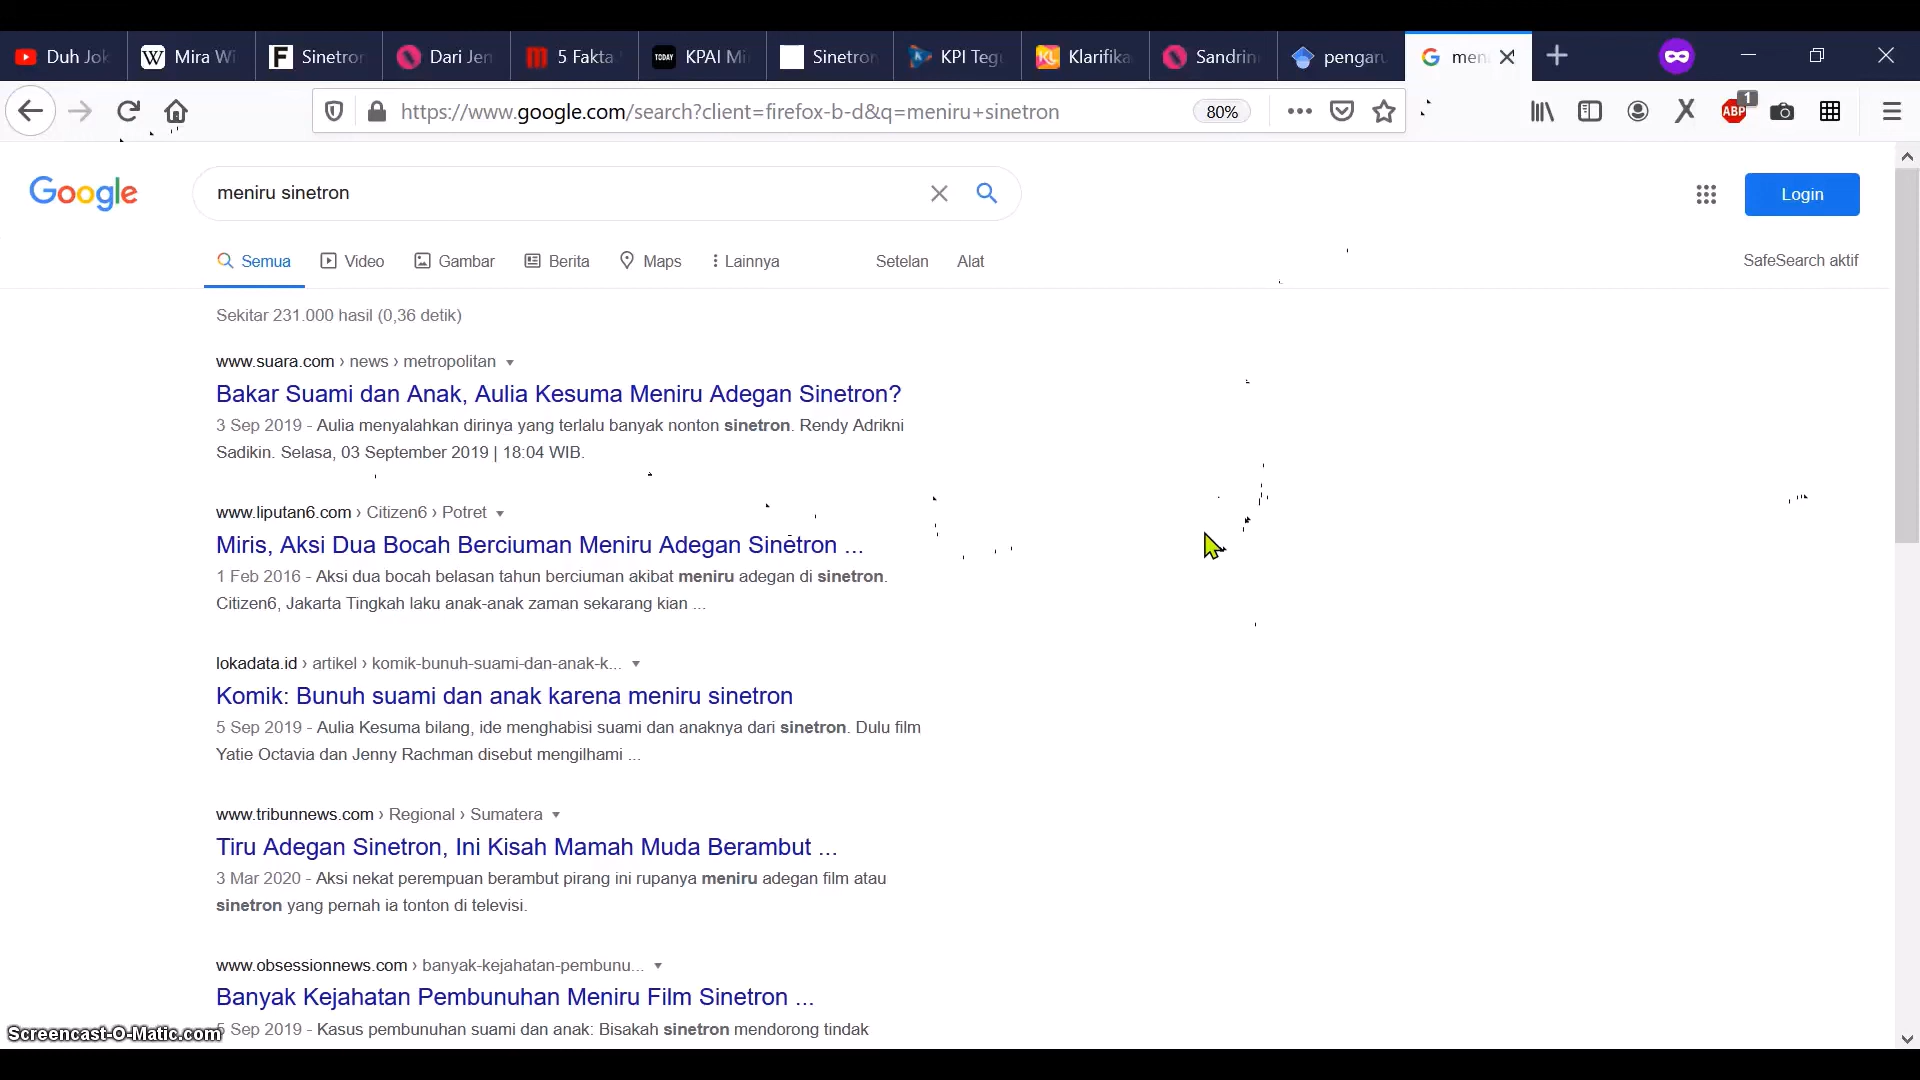 Duh Jok
Mira Wi
Sinetron
Dari Jen
5 Fakta
TODAY
KPAI Mi
Sinetron
KPI Tegu
Klarifika
Sandrin
pengaru
men
https://www.google.com/search?client=firefox-b-d&q=meniru+sinetron
80%
ABP
1
Google
meniru sinetron
Login
Semua
Video
Gambar
Berita
Maps
Lainnya
Setelan
Alat
SafeSearch aktif
Sekitar 231.000 hasil (0,36 detik)
www.suara.com › news › metropolitan
Bakar Suami dan Anak, Aulia Kesuma Meniru Adegan Sinetron?
3 Sep 2019 - Aulia menyalahkan dirinya yang terlalu banyak nonton sinetron. Rendy Adrikni
Sadikin. Selasa, 03 September 2019 | 18:04 WIB.
www.liputan6.com › Citizen6 › Potret
Miris, Aksi Dua Bocah Berciuman Meniru Adegan Sinetron ...
1 Feb 2016 - Aksi dua bocah belasan tahun berciuman akibat meniru adegan di sinetron.
Citizen6, Jakarta Tingkah laku anak-anak zaman sekarang kian ...
lokadata.id › artikel › komik-bunuh-suami-dan-anak-k...
Komik: Bunuh suami dan anak karena meniru sinetron
5 Sep 2019 - Aulia Kesuma bilang, ide menghabisi suami dan anaknya dari sinetron. Dulu film
Yatie Octavia dan Jenny Rachman disebut mengilhami ...
www.tribunnews.com › Regional › Sumatera
Tiru Adegan Sinetron, Ini Kisah Mamah Muda Berambut ...
3 Mar 2020 - Aksi nekat perempuan berambut pirang ini rupanya meniru adegan film atau
sinetron yang pernah ia tonton di televisi.
www.obsessionnews.com › banyak-kejahatan-pembunu...
Banyak Kejahatan Pembunuhan Meniru Film Sinetron ...
5 Sep 2019 - Kasus pembunuhan suami dan anak: Bisakah sinetron mendorong tindak
Screencast-O-Matic.com